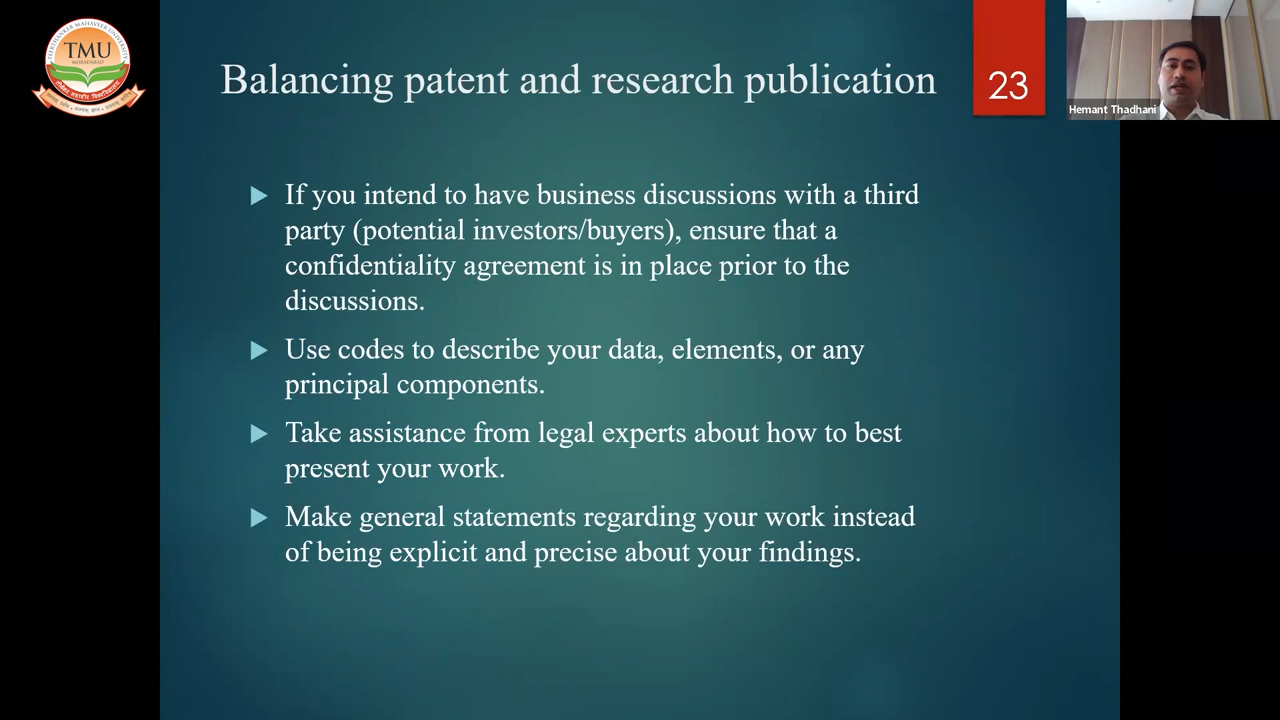 TEERTHANKER MAHAVEER UNIVERSITY
TMU
MORADABAD
Balancing patent and research publication
23
Hemant Thadhani
If you intend to have business discussions with a third
party (potential investors/buyers), ensure that a
confidentiality agreement is in place prior to the
discussions.
Use codes to describe your data, elements, or any
principal components.
Take assistance from legal experts about how to best
present your work.
Make general statements regarding your work instead
of being explicit and precise about your findings.